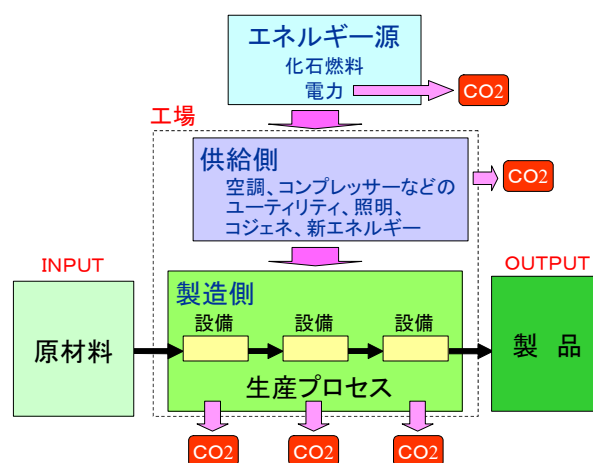 エネルギー源
化石燃料
電力
CO2
工場
供給側
空調、コンプレッサーなどの
ユーティリティ、照明、
コジェネ、新エネルギー
CO2
INPUT
原材料
製造側
設備
設備
設備
生産プロセス
OUTPUT
製 品
CO2
CO2
CO2